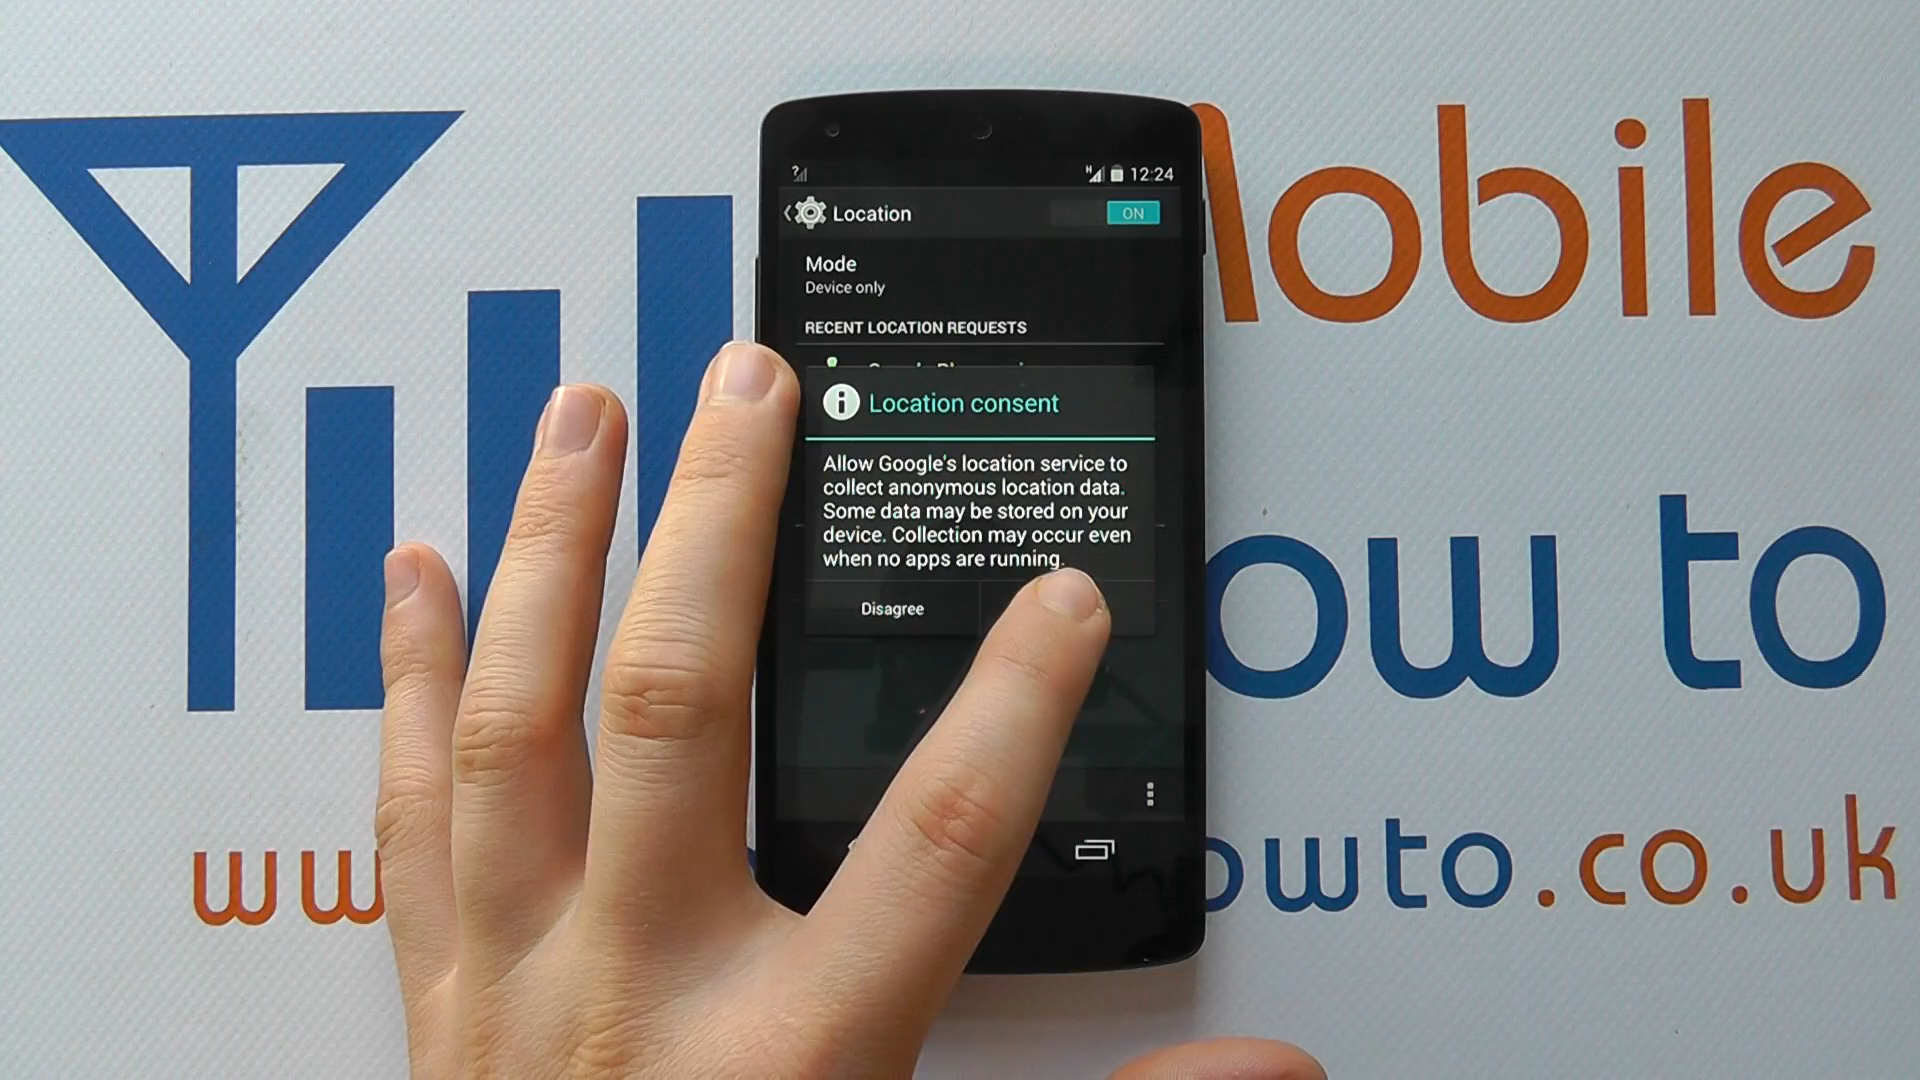 Mobile
?
H
12:24
Location
ON
Mode
Device only
RECENT LOCATION REQUESTS
Location consent
Allow Google's location service to
collect anonymous location data.
Some data may be stored on your
device. Collection may occur even
when no apps are running.
Disagree
ow to
ww
owto.co.uk